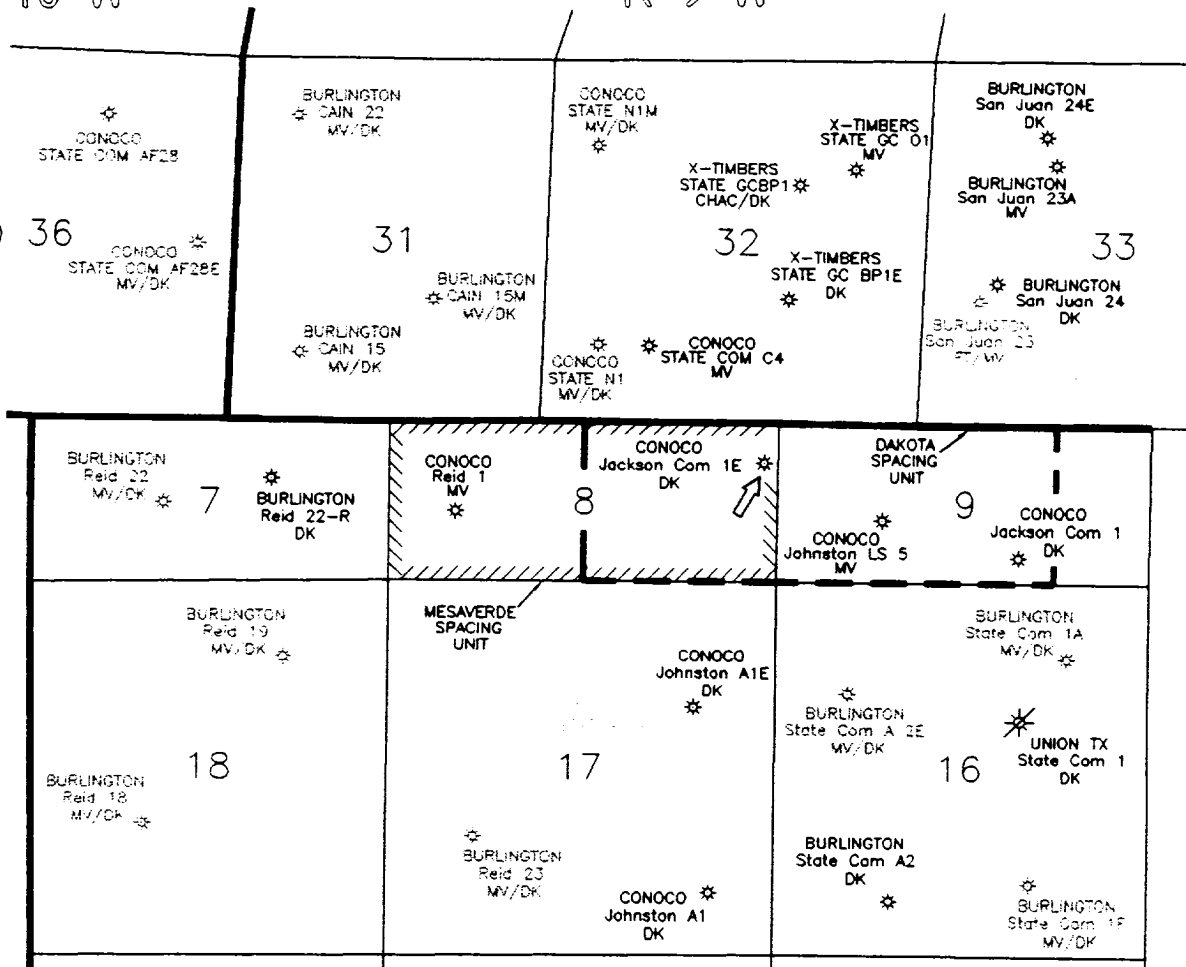 R 9 W
BURLINGTON
CAIN 22
MV/DK
CONOCO
STATE COM AF28
CONOCO
STATE N1M
MV/DK
X-TIMBERS
STATE GC O1
MV
BURLINGTON
San Juan 24E
DK
X-TIMBERS
STATE GCBP1
CHAC/DK
BURLINGTON
San Juan 23A
MV
36
CONOCO
STATE COM AF28E
MV/DK
31
32
33
BURLINGTON
CAIN 15M
MV/DK
X-TIMBERS
STATE GC BP1E
DK
BURLINGTON
San Juan 24
DK
BURLINGTON
San Juan 23
BURLINGTON
CAIN 15
MV/DK
CONOCO
STATE N1
MV/DK
CONOCO
STATE COM C4
MV
BURLINGTON
Reid 22
MV/DK
7
BURLINGTON
Reid 22-R
DK
CONOCO
Reid 1
MV
8
CONOCO
Jackson Com 1E
DK
DAKOTA
SPACING
UNIT
9
CONOCO
Johnston LS 5
MV
CONOCO
Jackson Com 1
DK
MESAVERDE
SPACING
UNIT
BURLINGTON
Reid 19
MV/DK
CONOCO
Johnston A1E
DK
BURLINGTON
State Com 1A
MV/DK
BURLINGTON
State Com A 2E
MV/DK
UNION TX
State Com 1
DK
18
17
16
BURLINGTON
Reid 18
MV/DK
BURLINGTON
Reid 23
MV/DK
CONOCO
Johnston A1
DK
BURLINGTON
State Com A2
DK
BURLINGTON
State Com
MV/DK